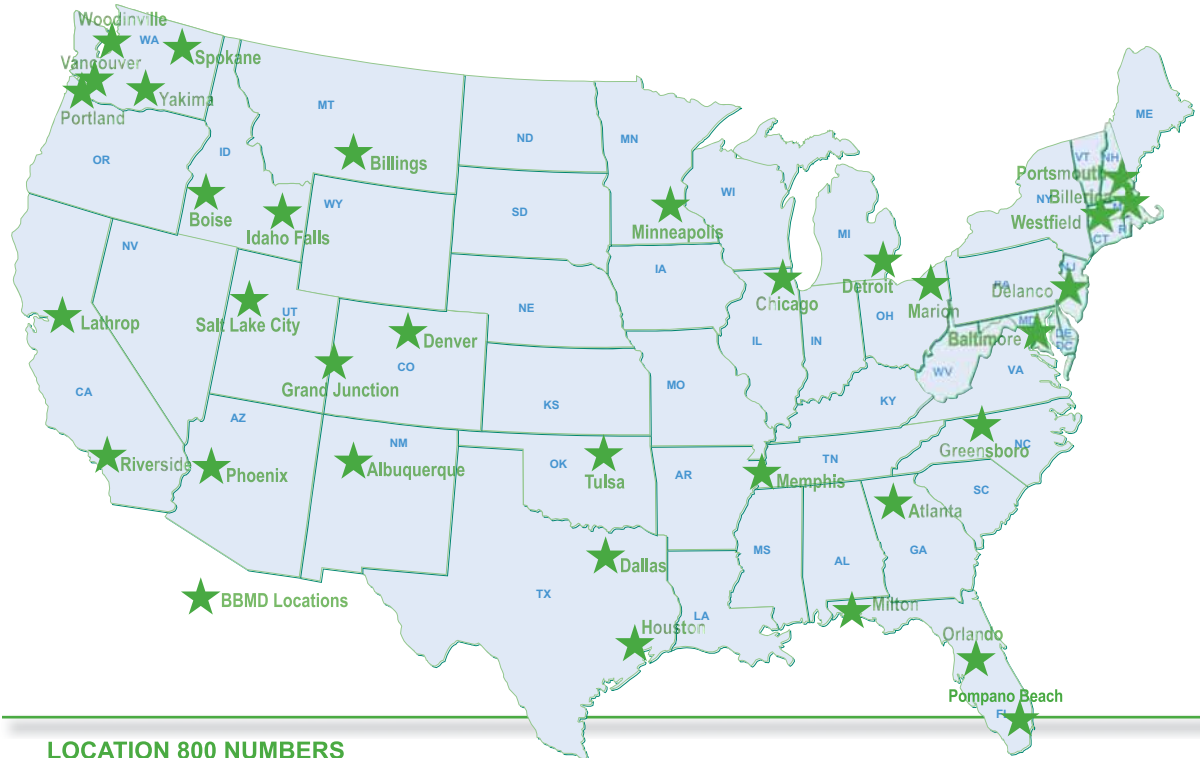 Woodinville
WA
Spokane
Vancouver
Yakima
Portland
OR
ID
MT
Billings
ND
MN
ME
VT
NH
Portsmouth
Boise
Idaho Falls
WY
SD
Minneapolis
WI
MI
NY
Billerica
Westfield
CT
NV
IA
Chicago
Detroit
Marion
Delanco
PA
NJ
Lathrop
Salt Lake City
UT
Denver
NE
OH
MD
Baltimore
DE
DC
Grand Junction
CO
IL
IN
WV
VA
CA
KS
MO
KY
AZ
NM
OK
Tulsa
AR
TN
Greensboro
NC
Riverside
Phoenix
Albuquerque
Memphis
SC
Atlanta
Dallas
MS
AL
GA
BBMD Locations
TX
Houston
LA
Milton
Orlando
Pompano Beach
FL
LOCATION 800 NUMBERS